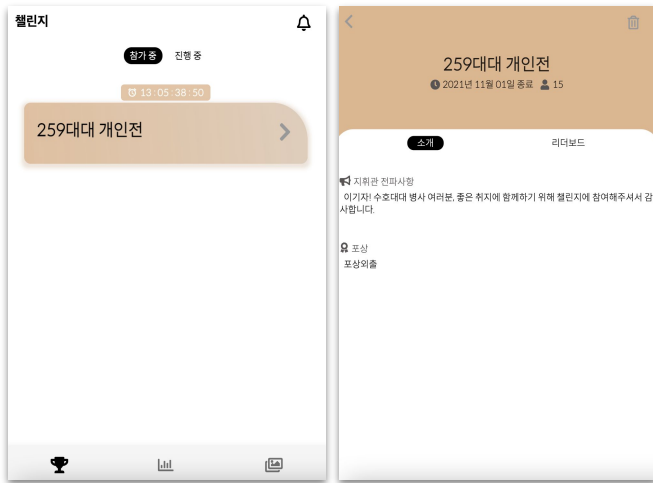 챌린지
참가 중 진행 중
13 : 05 : 38 : 50
259대대 개인전
259대대 개인전
2021년 11월 01일 종료 15
소개 리더보드
지휘관 전파사항
이기자! 수호대대 병사 여러분, 좋은 취지에 함께하기 위해 챌린지에 참여해주셔서 감
사합니다.
포상
포상외출